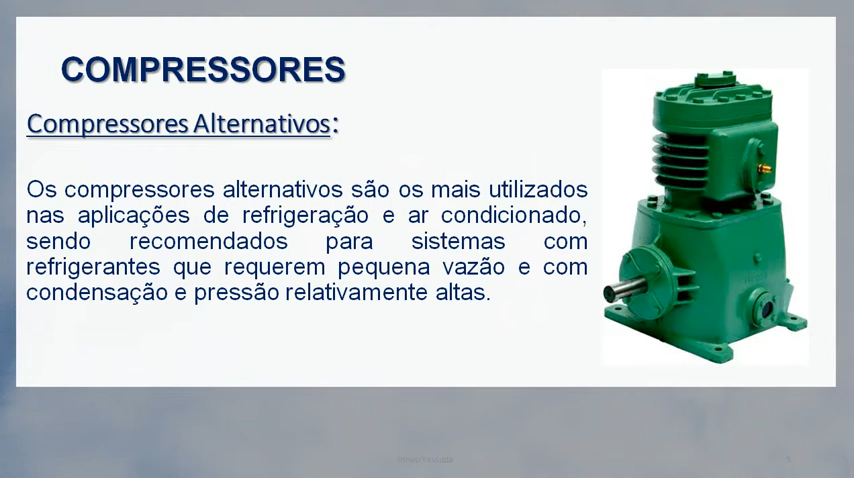 COMPRESSORES
Compressores Alternativos:
Os compressores alternativos são os mais utilizados
nas aplicações de refrigeração e ar condicionado,
sendo recomendados para sistemas com
refrigerantes que requerem pequena vazão e com
condensação e pressão relativamente altas.